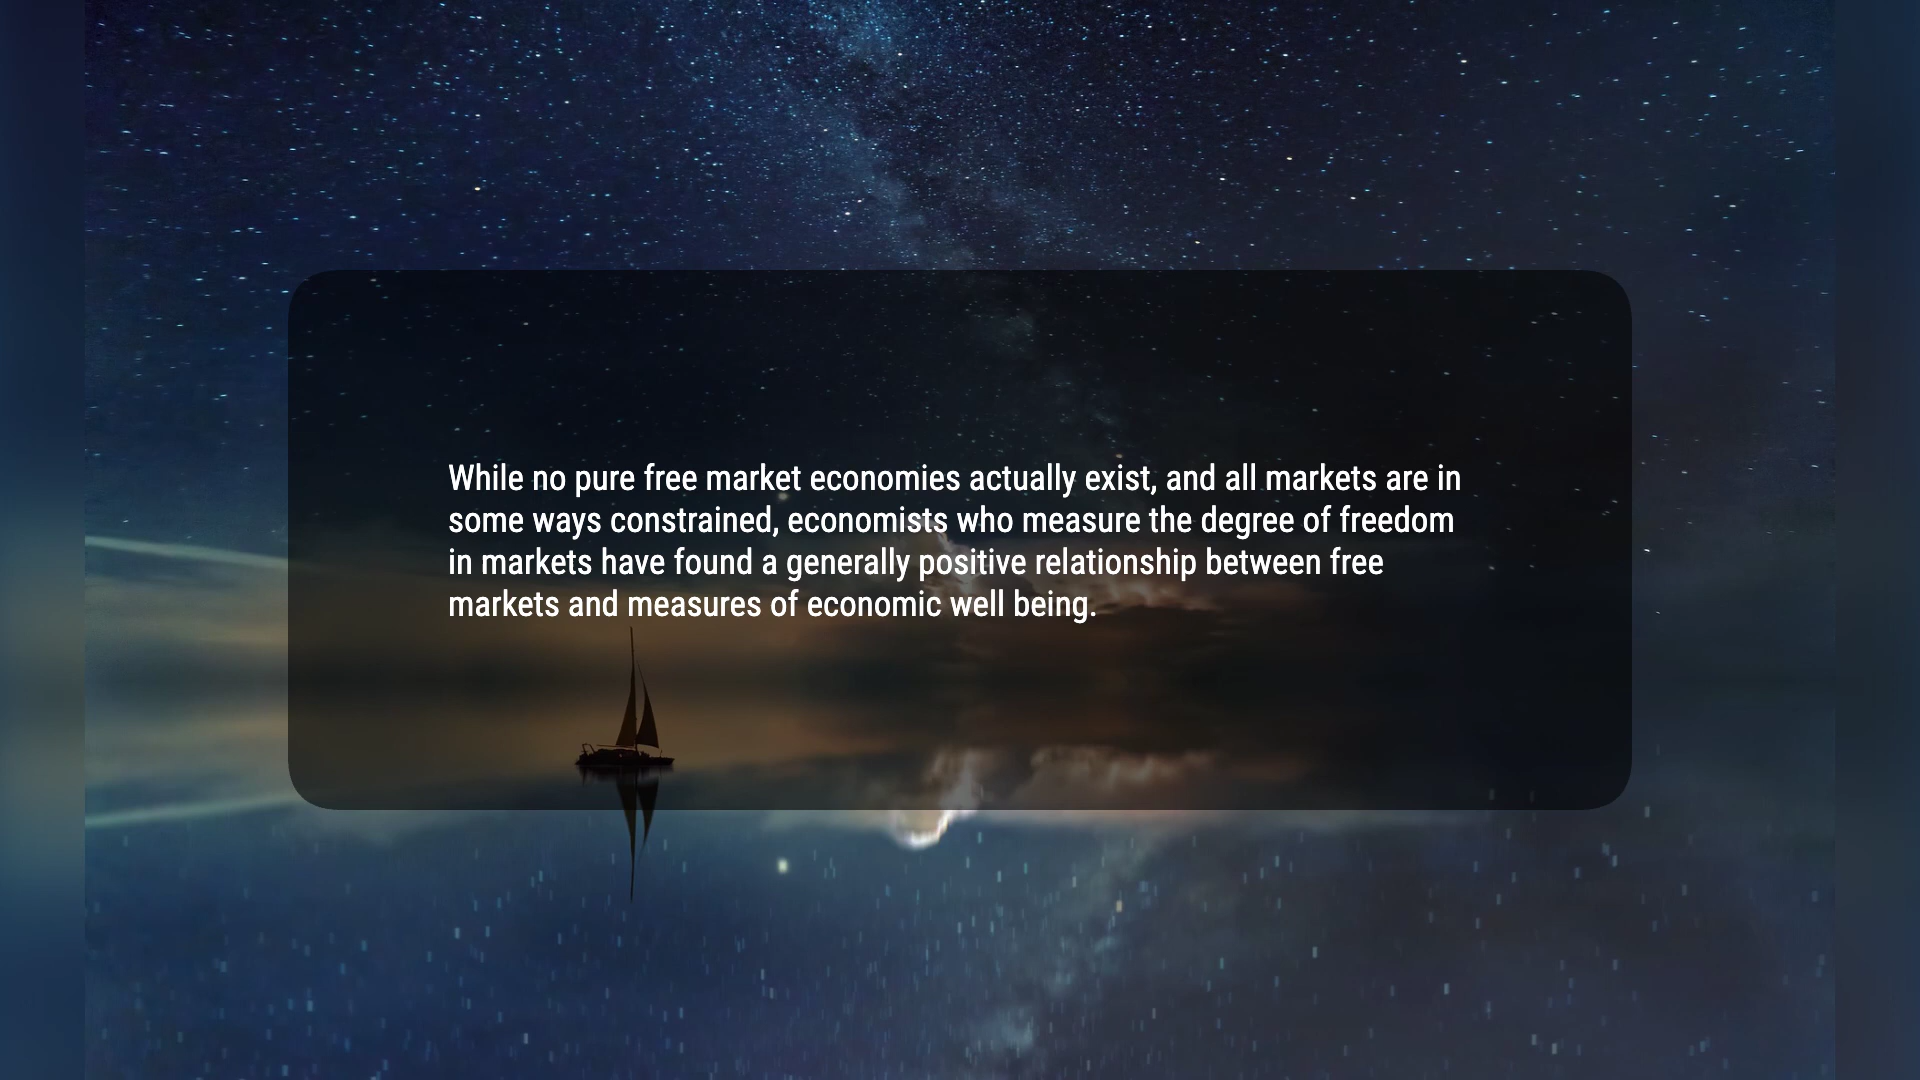 While no pure free market economies actually exist, and all markets are in
some ways constrained, economists who measure the degree of freedom
in markets have found a generally positive relationship between free
markets and measures of economic well being.